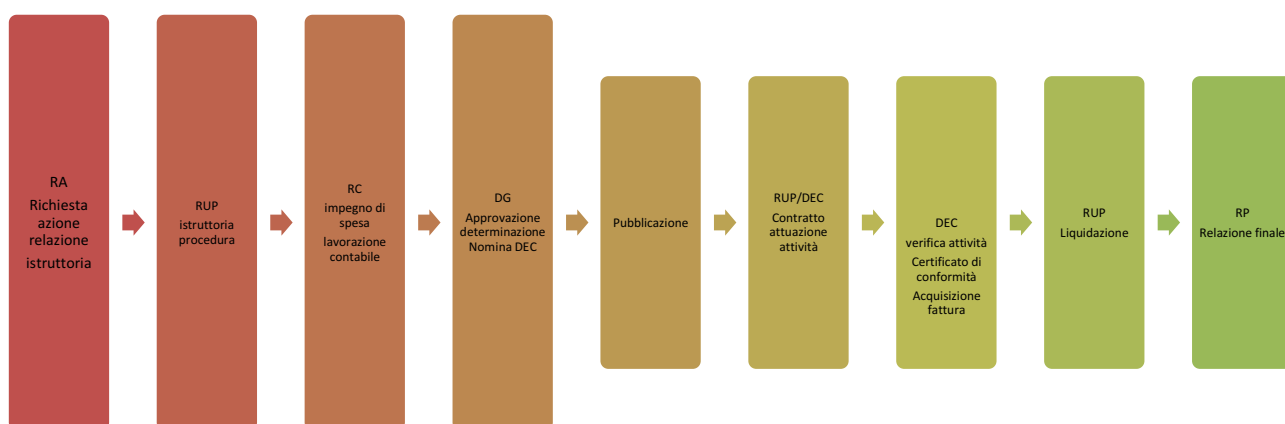 RA
Richiesta
azione
relazione
istruttoria
RUP
istruttoria
procedura
RC
impegno di
spesa
lavorazione
contabile
DG
Approvazione
determinazione
Nomina DEC
Pubblicazione
RUP/DEC
Contratto
attuazione
attività
DEC
verifica attività
Certificato di
conformità
Acquisizione
fattura
RUP
Liquidazione
RP
Relazione finale